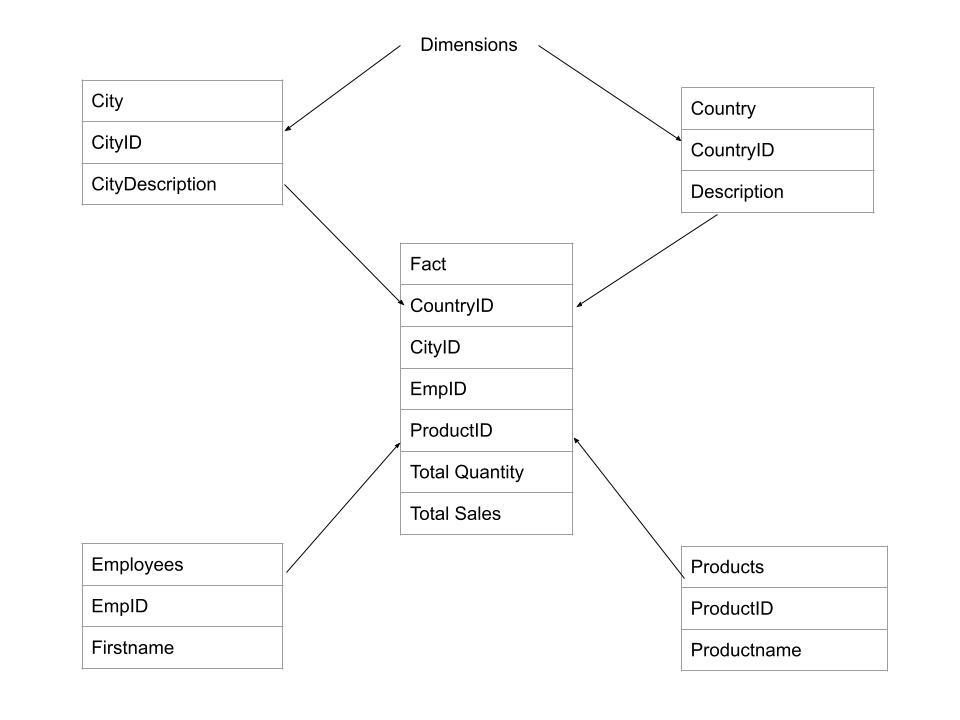 Dimensions
City
CityID
CityDescription
Country
CountryID
Description
Fact
CountryID
CityID
EmpID
ProductID
Total Quantity
Total Sales
Employees
EmpID
Firstname
Products
ProductID
Productname